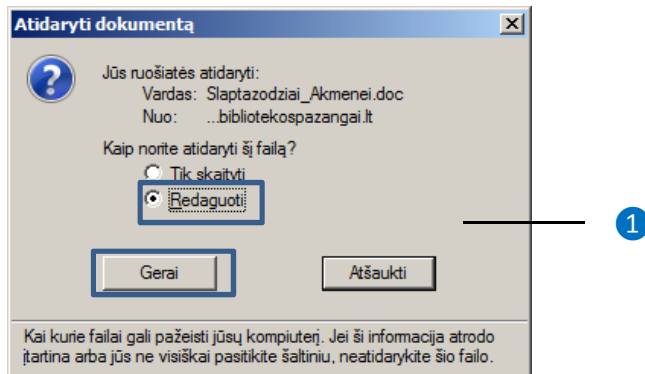 Atidaryti dokumentą
Jūs ruošiatės atidaryti:
Vardas: Slaptazodziai_Akmenei.doc
Nuo: ...bibliotekospazangai.lt
Kaip norite atidaryti šį failą?
Tik skaityti
Redaguoti
1
Gerai Atšaukti
Kai kurie failai gali pažeisti jūsų kompiuterį. Jei ši informacija atrodo
įtartina arba jūs ne visiškai pasitikite šaltiniu, neatidarykite šio failo.